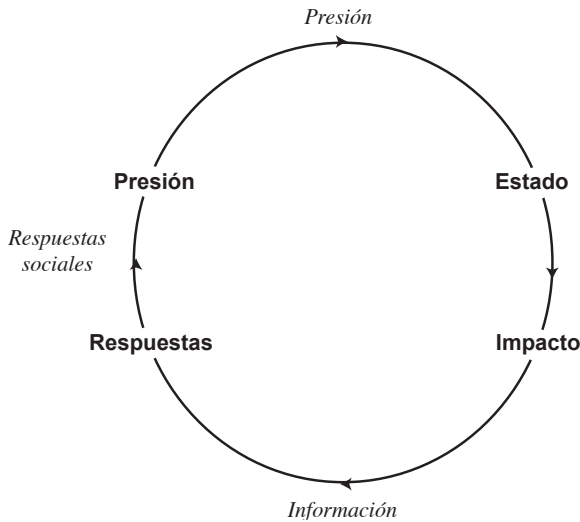 Presión
Presión
Estado
Respuestas
sociales
Respuestas
Impacto
Información